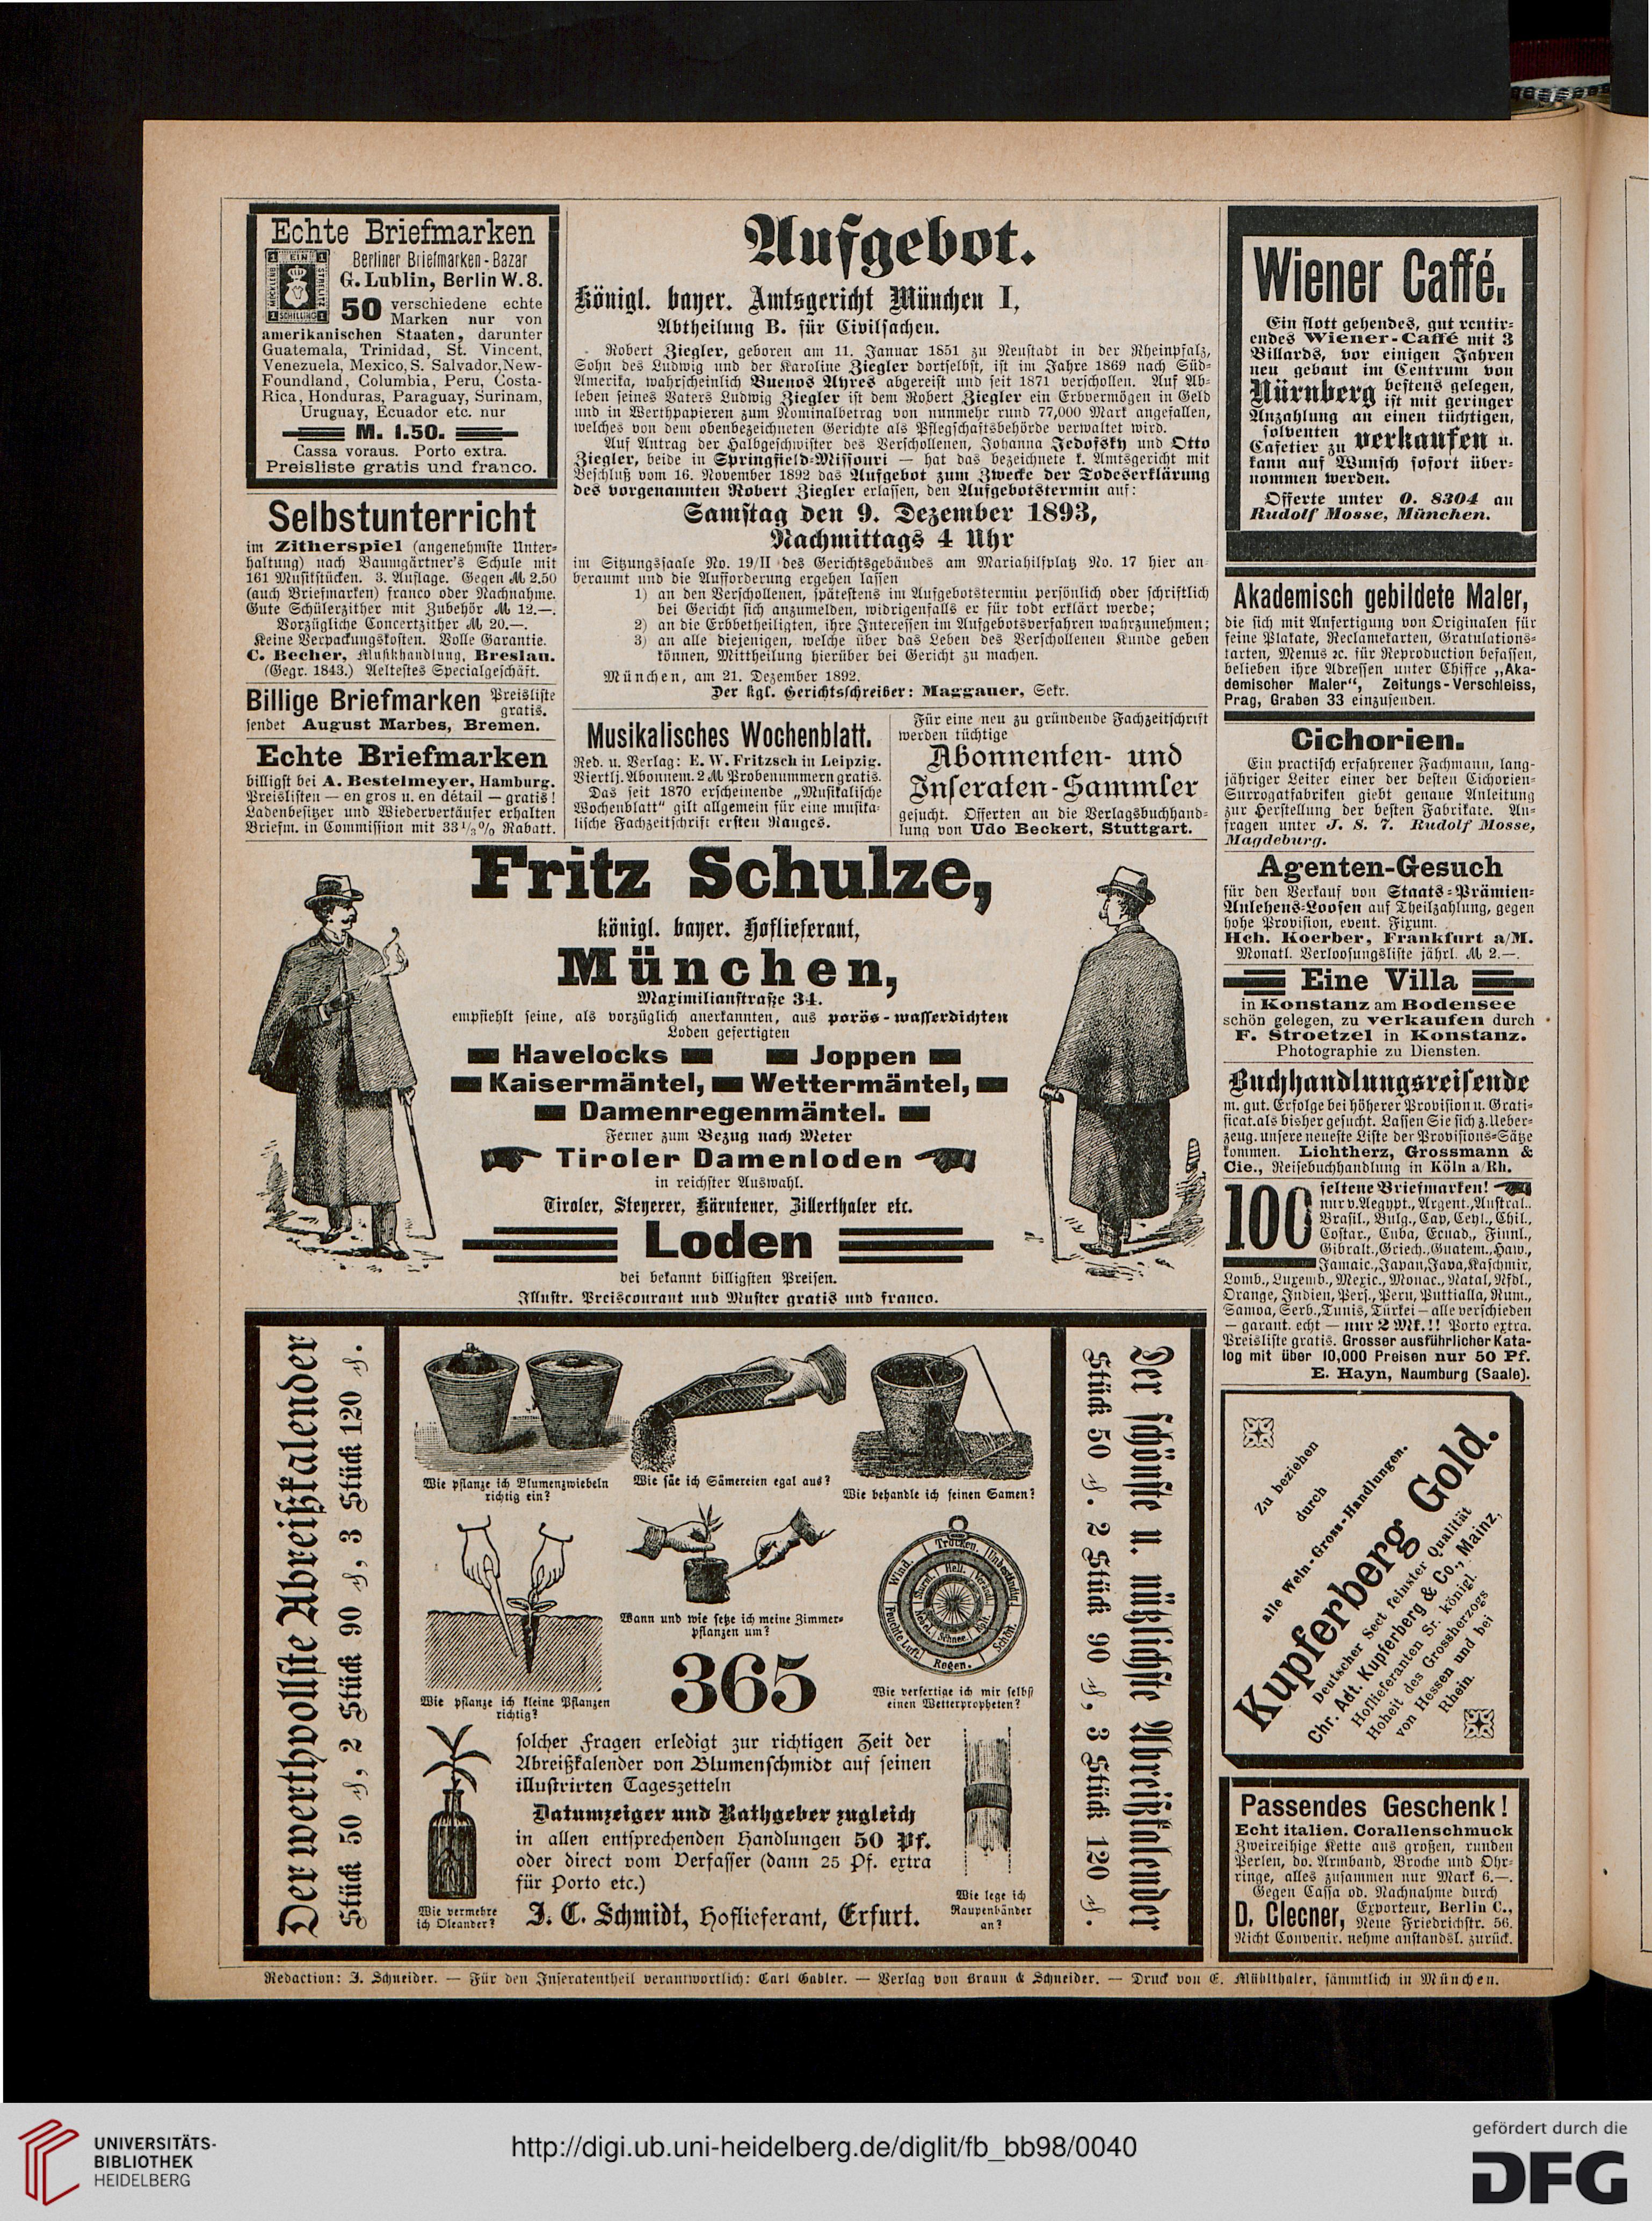 Echte Briefmarken
EIN
MECKLENB
STRELITZ
SCHILLING
Berliner Briefmarken-Bazar
G. Lublin, Berlin W. 8.
50 verschiedene echte
Marken nur von
amerikanischen Staaten, darunter
Guatemala, Trinidad, St. Vincent,
Venezuela, Mexico, S. Salvador, New-
Foundland, Columbia, Peru, Costa-
Rica, Honduras, Paraguay, Surinam,
Uruguay, Ecuador etc. nur
M. 1.50.
Cassa voraus. Porto extra.
Preisliste gratis und franco.
Selbstunterricht
im Zitherspiel (angenehmste Unter-
haltung) nach Baumgärtner's Schule mit
161 Musikstücken. 3. Auflage. Gegen M 2.50
(auch Briefmarken) franco oder Nachnahme.
Gute Schülerzither mit Zubehör M 12.—.
Vorzügliche Concertzither M 20.—.
Keine Verpackungskosten. Volle Garantie.
C. Becher, Musikhandlung, Breslau.
(Gegr. 1843.) Aeltestes Specialgeschäft.
Billige Briefmarken Preisliste
gratis.
sendet August Marbes, Bremen.
Echte Briefmarken
billigst bei A. Bestelmeyer, Hamburg.
Preislisten — en gros u. en détail — gratis!
Ladenbesitzer und Wiederverkäufer erhalten
Briefm. in Commission mit 33 1/3 % Rabatt.
Aufgebot.
Königl. bayer. Amtsgericht München I,
Abtheilung B. für Civilsachen.
Robert Ziegler, geboren am 11. Januar 1851 zu Neustadt in der Rheinpfalz,
Sohn des Ludwig und der Karoline Ziegler dortselbst, ist im Jahre 1869 nach Süd-
Amerika, wahrscheinlich Buenos Ayres abgereist und seit 1871 verschollen. Auf Ab-
leben seines Vaters Ludwig Ziegler ist dem Robert Ziegler ein Erbvermögen in Geld
und in Werthpapieren zum Nominalbetrag von nunmehr rund 77,000 Mark angefallen,
welches von dem obenbezeichneten Gerichte als Pflegschaftsbehörde verwaltet wird.
Auf Antrag der Halbgeschwister des Verschollenen, Johanna Jedofsky und Otto
Ziegler, beide in Springfield-Missouri — hat das bezeichnete k. Amtsgericht mit
Beschluß vom 16. November 1892 das Aufgebot zum Zwecke der Todeserklärung
des vorgenannten Robert Ziegler erlassen, den Aufgebotstermin auf:
Samstag den 9. Dezember 1893,
Nachmittags 4 Uhr
im Sitzungssaale No. 19/II des Gerichtsgebäudes am Mariahilfplatz No. 17 hier an
beraumt und die Aufforderung ergehen lassen
1) an den Verschollenen, spätestens im Aufgebotstermin persönlich oder schriftlich
bei Gericht sich anzumelden, widrigenfalls er für todt erklärt werde;
2) an die Erbbetheiligten, ihre Interessen im Aufgebotsverfahren wahrzunehmen;
3) an alle diejenigen, welche über das Leben des Verschollenen Kunde geben
können, Mittheilung hierüber bei Gericht zu machen.
München, am 21. Dezember 1892.
Der kgl. Gerichtsschreiber: Maggauer, Sekr.
Musikalisches Wochenblatt.
Red. u. Verlag: E. W. Fritzsch in Leipzig.
Viertlj. Abonnem. 2 M Probenummern gratis.
Das seit 1870 erscheinende „Musikalische
Wochenblatt" gilt allgemein für eine musika-
lische Fachzeitschrift ersten Ranges.
Für eine neu zu gründende Fachzeitschrift
werden tüchtige
Abonnenten- und
Inseraten-Sammler
gesucht. Offerten an die Verlagsbuchhand-
lung von Udo Beckert, Stuttgart.
Fritz Schulze,
königl. bayer. Hoflieferant,
München,
Maximilianstraße 34.
empfiehlt seine, als vorzüglich anerkannten, aus porös-wasserdichten
Loden gefertigten
Havelocks Joppen
Kaisermäntel, Wettermäntel,
Damenregenmäntel.
Ferner zum Bezug nach Meter
Tiroler Damenloden
in reichster Auswahl.
Tiroler, Steyerer, Kärntener, Zillerthaler etc.
Loden
bei bekannt billigsten Preisen.
Illustr. Preiscourant und Muster gratis und franco.
Der werthvollste Abreißkalender
Stück 50 ₰, 2 Stück 90 ₰, 3 Stück 120 ₰.
Wie pflanze ich Blumenzwiebeln
richtig ein?
Wie säe ich Sämereien egal aus?
Wie behandle ich feinen Samen?
Wie pflanze ich kleine Pflanzen
richtig?
Wann und wie setze ich meine Zimmer-
pflanzen um?
Trocken. Unbeständig Schön. Regen. Feuchte Luft. Wind.
Hell. Schnee.
Wie verfertige ich mir selbst
einen Wetterpropheten?
365
solcher Fragen erledigt zur richtigen Zeit der
Abreißkalender von Blumenschmidt auf seinen
illustrirten Tageszetteln
Datumzeiger und Rathgeber zugleich
in allen entsprechenden Handlungen 50 Pf.
oder direct vom Verfasser (dann 25 Pf. extra
für Porto etc.)
J. C. Schmidt, Hoflieferant, Erfurt.
Wie vermehre
ich Oleander?
Wie lege ich
Raupenbänder
an?
Der schönste u. nützlichste Abreißkalender
Stück 50 ₰. 2 Stück 90 ₰, 3 Stück 120 ₰.
Wiener Caffé.
Ein flott gehendes, gut rentir-
endes Wiener-Caffé mit 3
Billards, vor einigen Jahren
neu gebaut im Centrum von
Nürnberg bestens gelegen,
ist mit geringer
Anzahlung an einen tüchtigen,
solventen
Cafetier zu verkaufen u.
kann auf Wunsch sofort über-
nommen werden.
Offerte unter O. 8304 an
Rudolf Mosse, München.
Akademisch gebildete Maler,
die sich mit Anfertigung von Originalen für
feine Plakate, Reclamekarten, Gratulations-
karten, Menus ꝛc. für Reproduction befassen,
belieben ihre Adressen unter Chiffre „Aka-
demischer Maler", Zeitungs-Verschleiss,
Prag, Graben 33 einzusenden.
Cichorien.
Ein practisch erfahrener Fachmann, lang-
jähriger Leiter einer der besten Cichorien-
Surrogatfabriken giebt genaue Anleitung
zur Herstellung der besten Fabrikate. An-
fragen unter J. S. 7. Rudolf Mosse,
Magdeburg.
Agenten-Gesuch
für den Verkauf von Staats-Prämien-
Anlehens-Loosen auf Theilzahlung, gegen
hohe Provision, event. Fixum.
Hch. Koerber, Frankfurt a/M.
Monatl. Verloosungsliste jährl. M 2.—.
Eine Villa
in Konstanz am Bodensee
schön gelegen, zu verkaufen durch
F. Stroetzel in Konstanz.
Photographie zu Diensten.
Buchhandlungsreisende
m. gut. Erfolge bei höherer Provision u. Grati-
ficat. als bisher gesucht. Lassen Sie sich z. Ueber-
zeug. unsere neueste Liste der Provisions-Sätze
kommen. Lichtherz, Grossmann &
Cie., Reisebuchhandlung in Köln a/Rh.
100 seltene Briefmarken!
nur v. Aegypt., Argent., Austral.,
Brasil., Bulg., Cap, Ceyl., Chil.,
Costar., Cuba, Ecuad., Finnl.,
Gibralt., Griech., Guatem., Haw.,
Jamaic., Japan, Java, Kaschmir,
Lomb., Luxemb., Mexic., Monac., Natal, Nfdl.,
Orange, Indien, Pers., Peru, Puttialla, Rum.,
Samoa, Serb., Tunis, Türkei — alle verschieden
— garant. echt — nur 2 Mk.!! Porto extra.
Preisliste gratis. Grosser ausführlicher Kata-
log mit über 10,000 Preisen nur 50 Pf.
E. Hayn, Naumburg (Saale).
Zu beziehen
durch
alle Wein-Gross-Handlungen.
Kupferberg Gold.
Deutscher Sect feinster Qualität
Chr. Adt. Kupferberg & Co., Mainz,
Hoflieferanten Sr. königl.
Hoheit des Grossherzogs
von Hessen und bei
Rhein.
Passendes Geschenk!
Echt italien. Corallenschmuck
Zweireihige Kette aus großen, runden
Perlen, do. Armband, Broche und Ohr-
ringe, alles zusammen nur Mark 6.—.
Gegen Cassa od. Nachnahme durch
D. Clecner, Exporteur, Berlin C.,
Neue Friedrichstr. 56.
Nicht Convenir. nehme anstandsl. zurück.
Redaction: J. Schneider. — Für den Inseratentheil verantwortlich: Carl Gabler. — Verlag von Braun & Schneider. — Druck von E. Mühlthaler, sämmtlich in München.
UNIVERSITÄTS-
BIBLIOTHEK
HEIDELBERG
http://digi.ub.uni-heidelberg.de/diglit/fb_bb98/0040
gefördert durch die
DFG